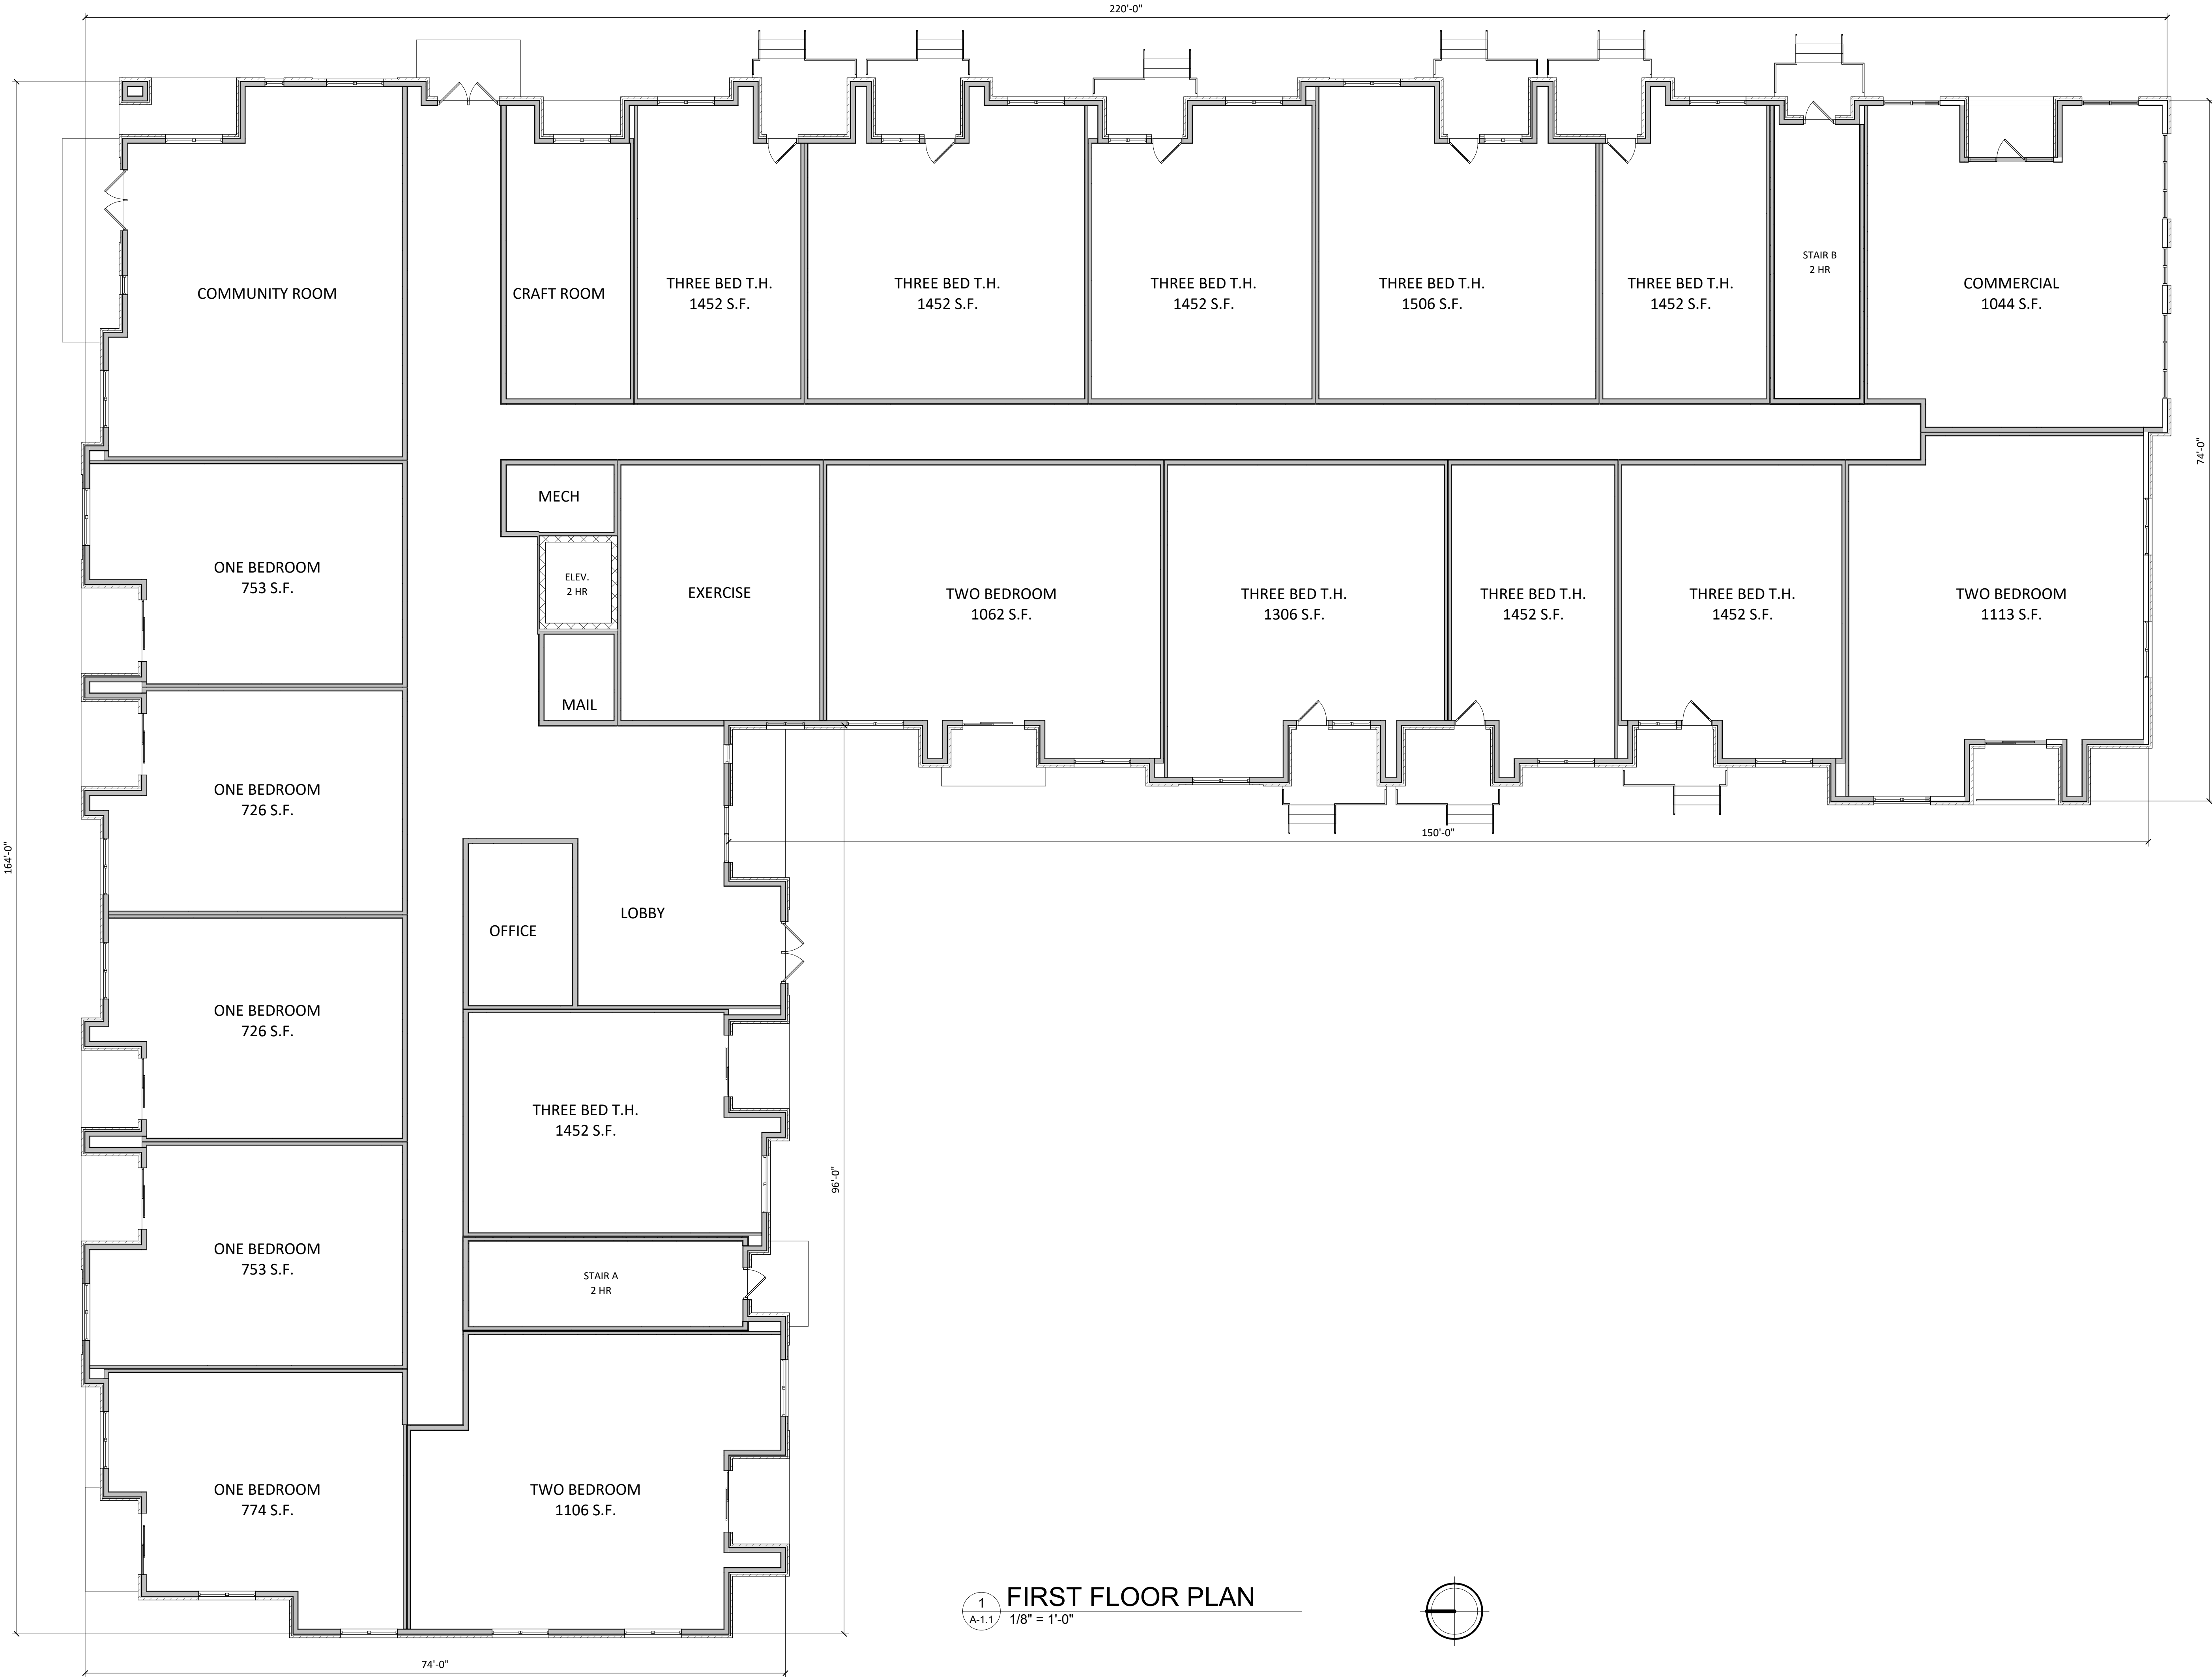 220'-0"
COMMUNITY ROOM
CRAFT ROOM
THREE BED T.H.
1452 S.F.
THREE BED T.H.
1452 S.F.
THREE BED T.H.
1452 S.F.
THREE BED T.H.
1506 S.F.
THREE BED T.H.
1452 S.F.
STAIR B
2 HR
COMMERCIAL
1044 S.F.
74'-0"
MECH
ELEV.
2 HR
MAIL
EXERCISE
TWO BEDROOM
1062 S.F.
THREE BED T.H.
1306 S.F.
THREE BED T.H.
1452 S.F.
THREE BED T.H.
1452 S.F.
TWO BEDROOM
1113 S.F.
150'-0"
164'-0"
ONE BEDROOM
753 S.F.
ONE BEDROOM
726 S.F.
OFFICE
LOBBY
ONE BEDROOM
726 S.F.
THREE BED T.H.
1452 S.F.
96'-0"
ONE BEDROOM
753 S.F.
STAIR A
2 HR
ONE BEDROOM
774 S.F.
TWO BEDROOM
1106 S.F.
74'-0"
1
A-1.1
FIRST FLOOR PLAN
1/8" = 1'-0"